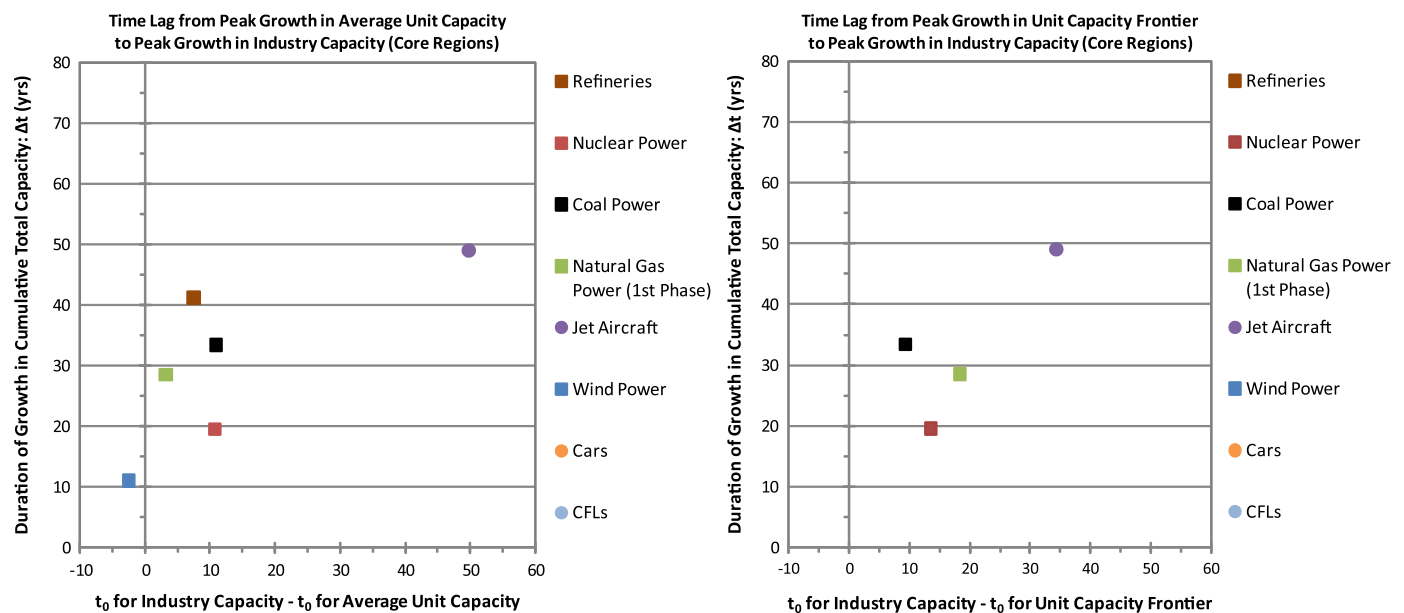 Time Lag from Peak Growth in Average Unit Capacity
to Peak Growth in Industry Capacity (Core Regions)
Duration of Growth in Cumulative Total Capacity: Δt (yrs)
80
70
60
50
40
30
20
10
0
-10 0 10 20 30 40 50 60
t₀ for Industry Capacity - t₀ for Average Unit Capacity
Refineries
Nuclear Power
Coal Power
Natural Gas
Power (1st Phase)
Jet Aircraft
Wind Power
Cars
CFLs
Time Lag from Peak Growth in Unit Capacity Frontier
to Peak Growth in Industry Capacity (Core Regions)
Duration of Growth in Cumulative Total Capacity: Δt (yrs)
80
70
60
50
40
30
20
10
0
-10 0 10 20 30 40 50 60
t₀ for Industry Capacity - t₀ for Unit Capacity Frontier
Refineries
Nuclear Power
Coal Power
Natural Gas Power
(1st Phase)
Jet Aircraft
Wind Power
Cars
CFLs